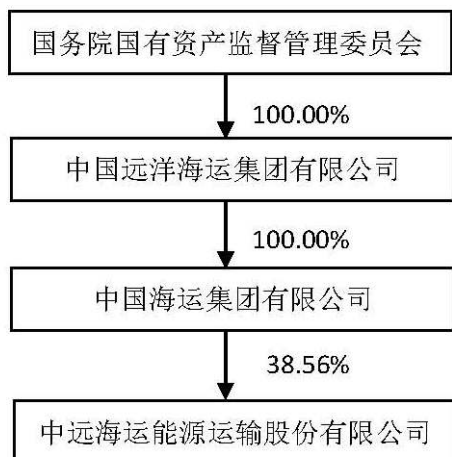 国务院国有资产监督管理委员会
100.00%
中国远洋海运集团有限公司
100.00%
中国海运集团有限公司
38.56%
中远海运能源运输股份有限公司